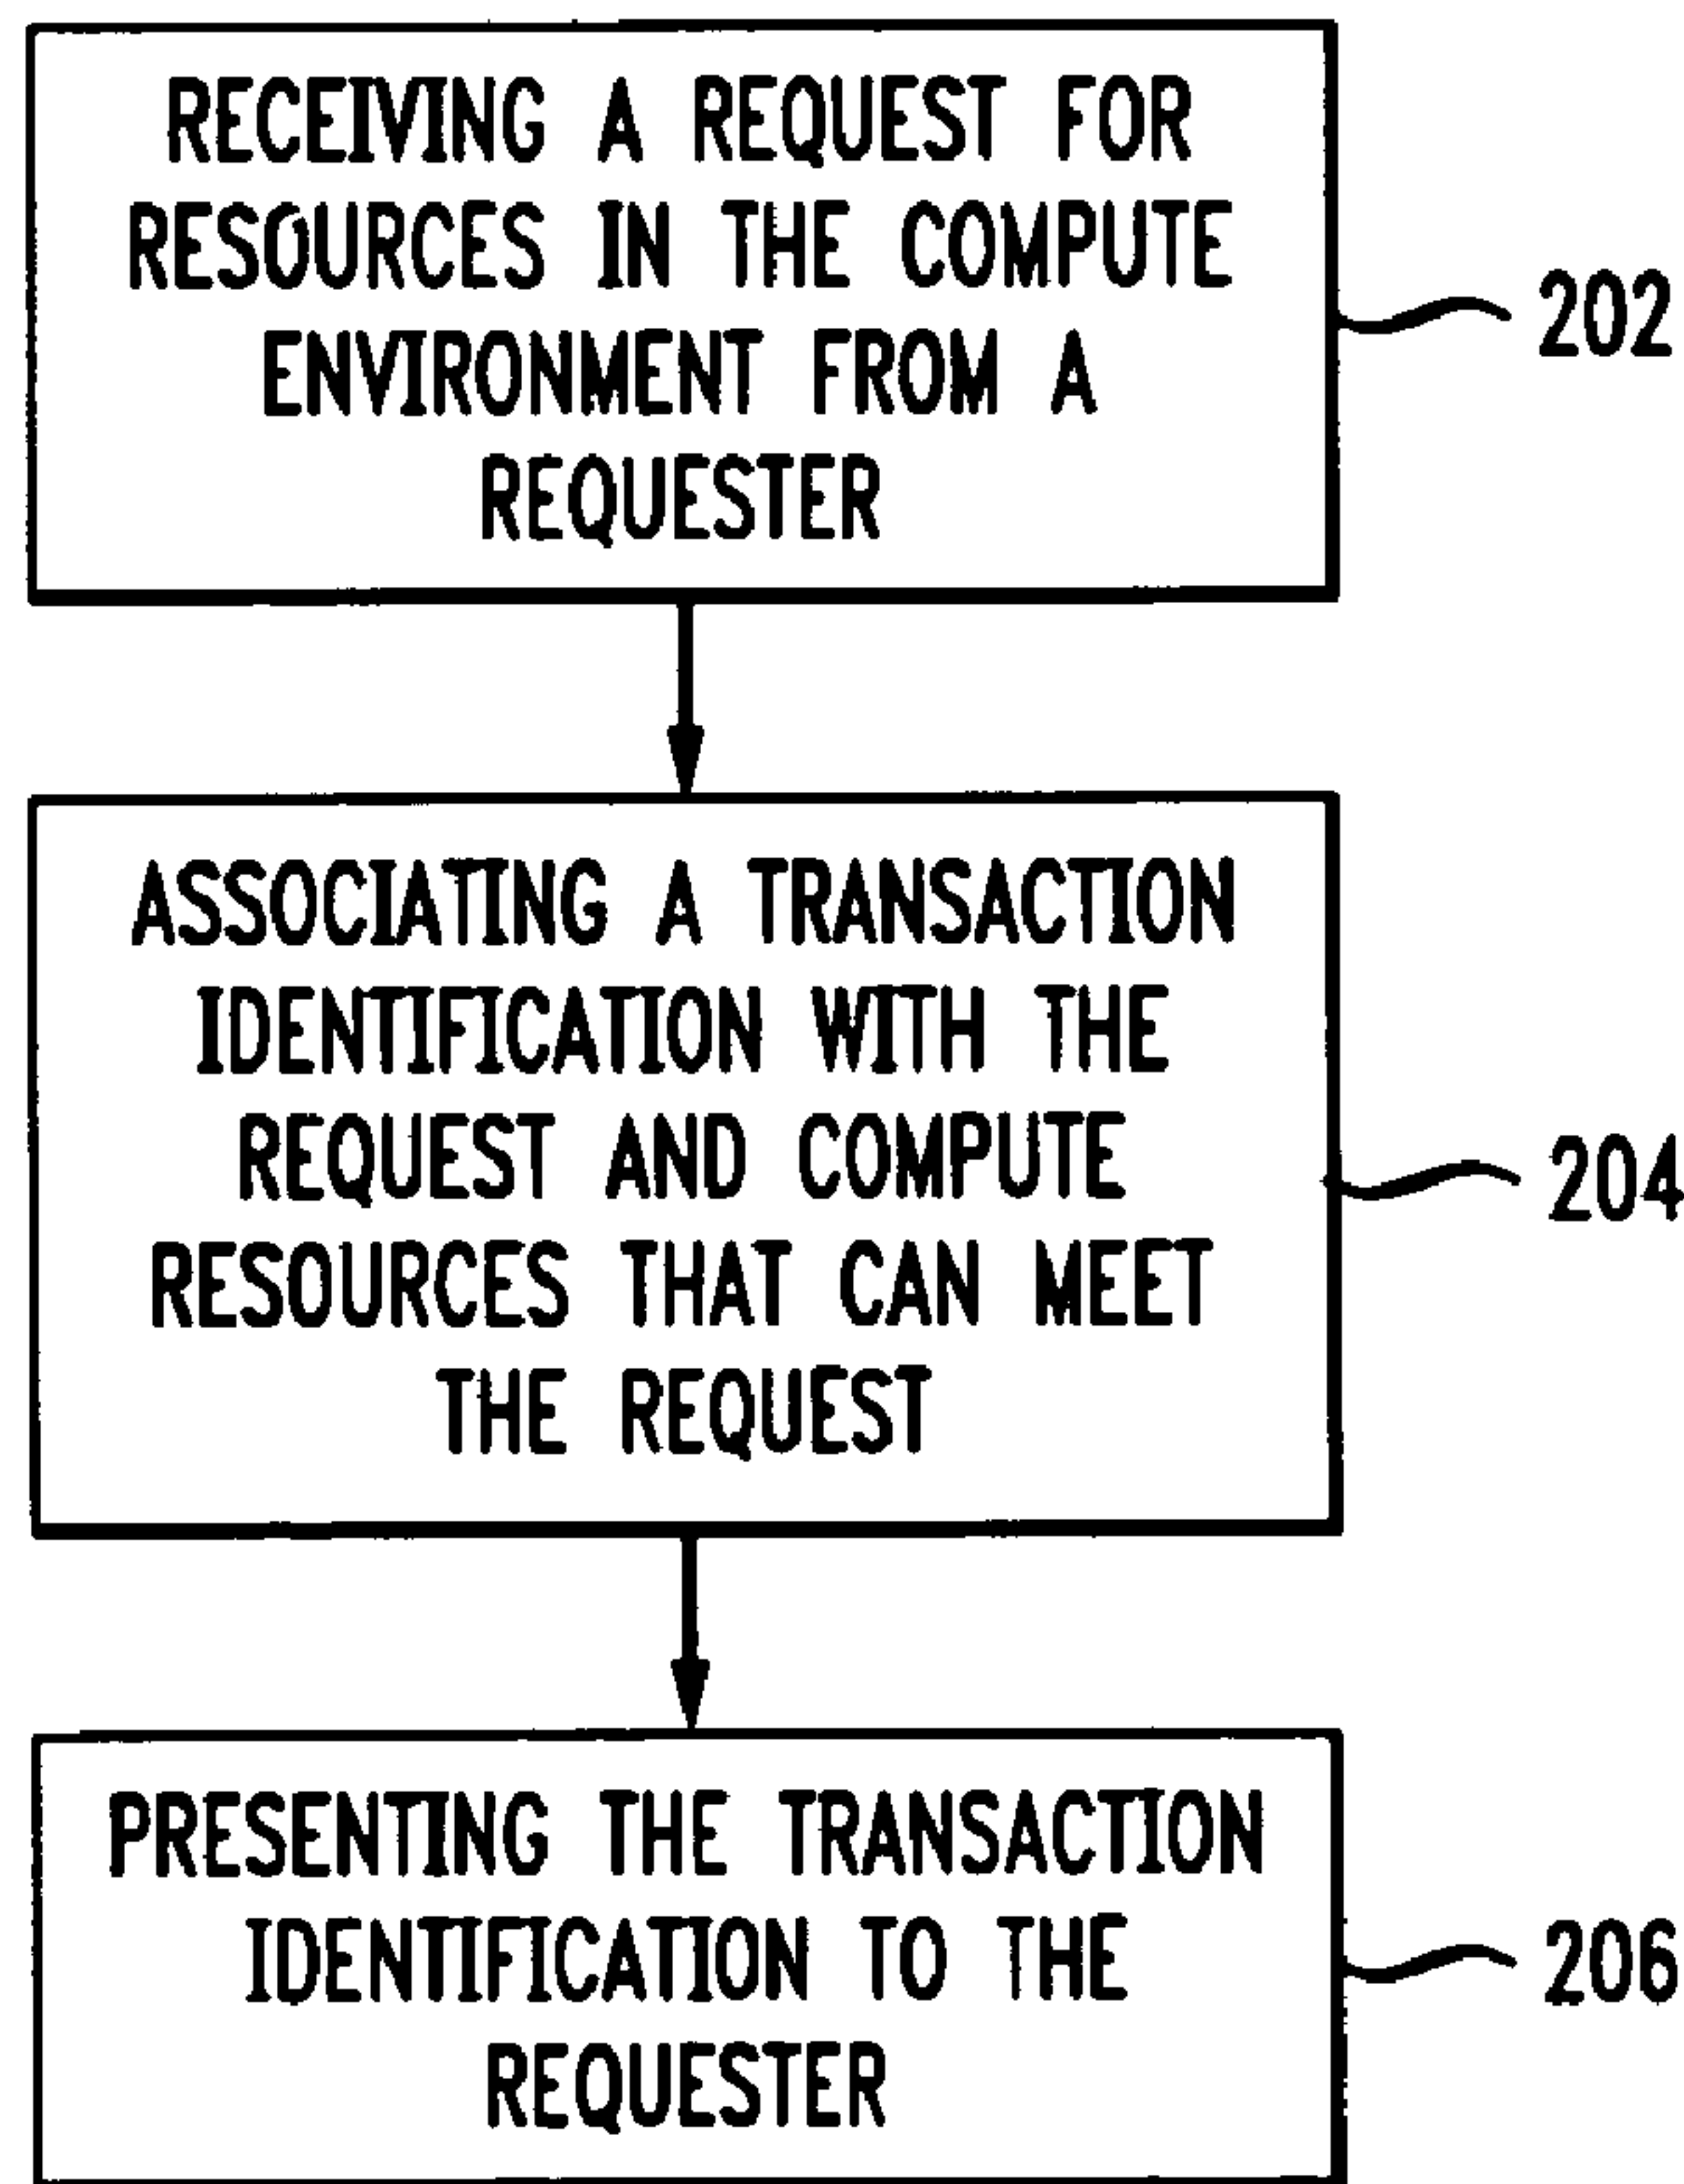 RECEIVING A REQUEST FOR
RESOURCES IN THE COMPUTE
ENVIRONMENT FROM A
REQUESTER
202
ASSOCIATING A TRANSACTION
IDENTIFICATION WITH THE
REQUEST AND COMPUTE
RESOURCES THAT CAN MEET
THE REQUEST
204
PRESENTING THE TRANSACTION
IDENTIFICATION TO THE
REQUESTER
206